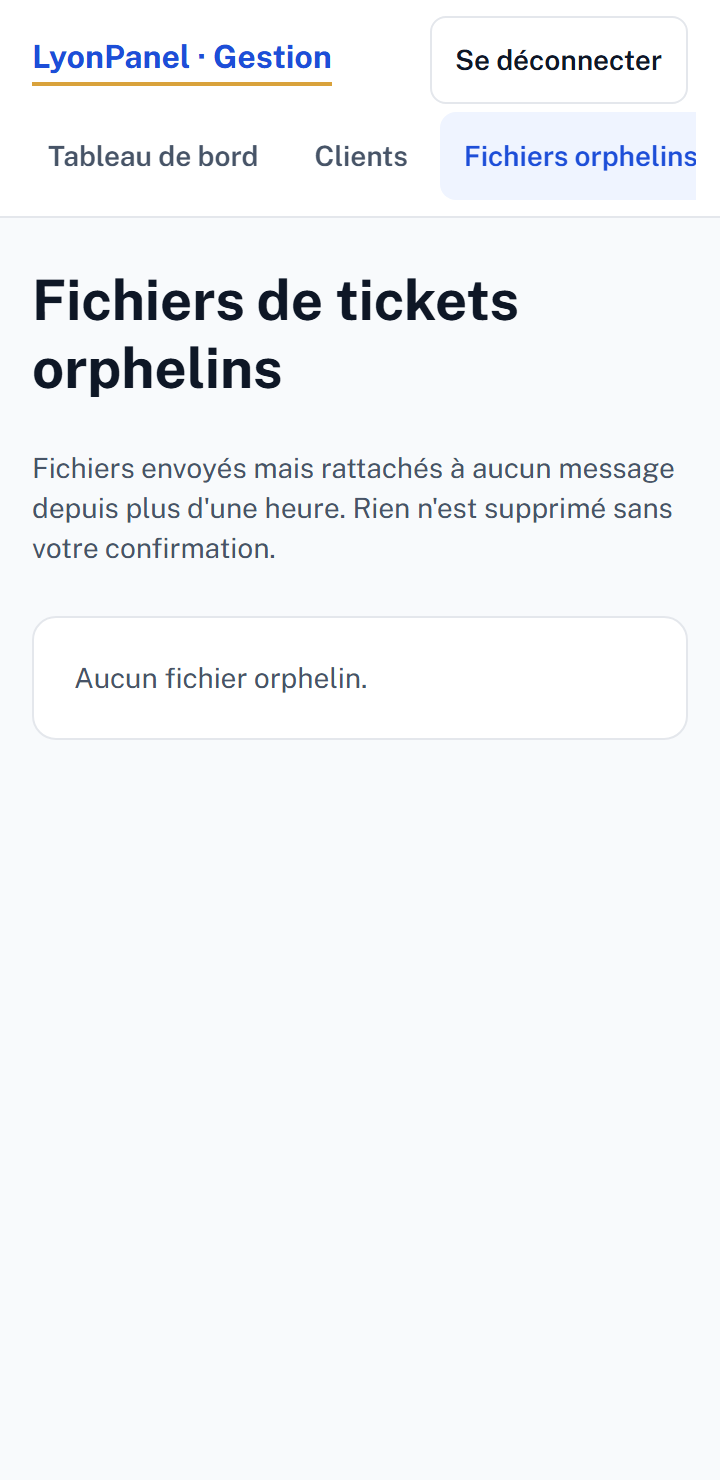 LyonPanel · Gestion
Se déconnecter
Tableau de bord
Clients
Fichiers orphelins
Fichiers de tickets
orphelins
Fichiers envoyés mais rattachés à aucun message
depuis plus d'une heure. Rien n'est supprimé sans
votre confirmation.
Aucun fichier orphelin.